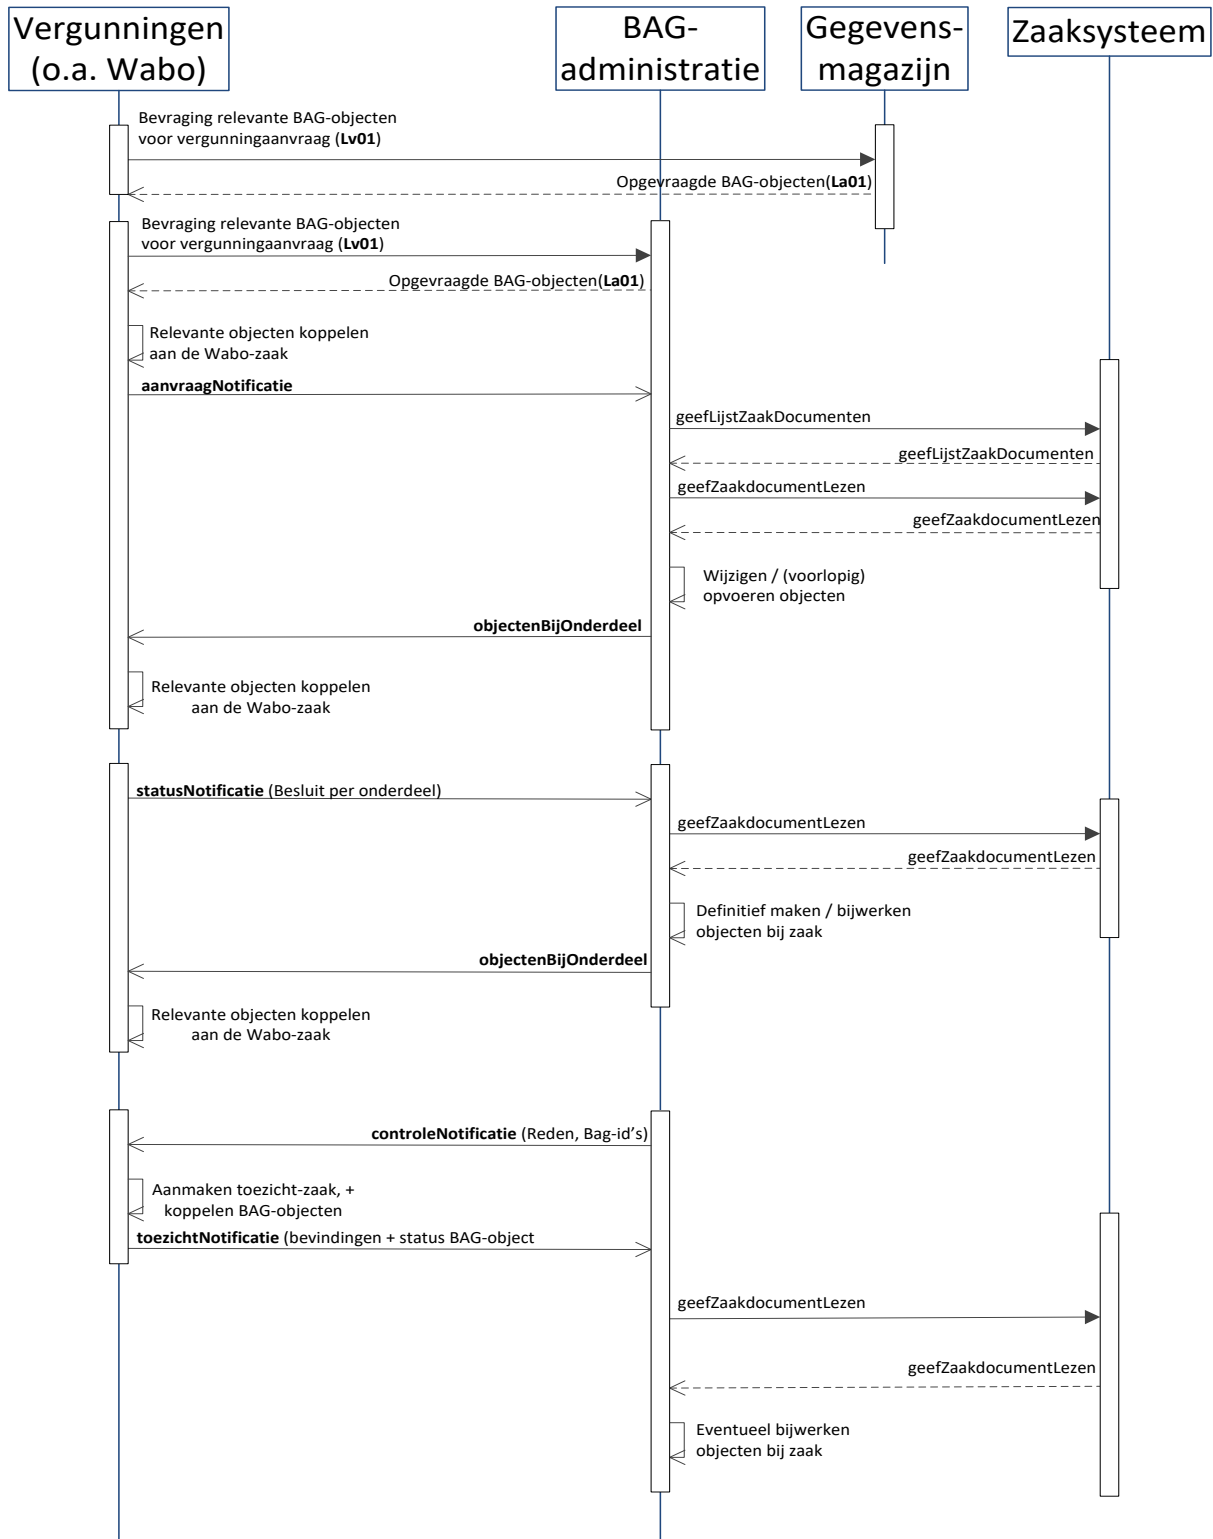 Vergunningen
(o.a. Wabo)
BAG-
administratie
Gegevens-
magazijn
Zaaksysteem
Bevraging relevante BAG-objecten
voor vergunningaanvraag (Lv01)
Opgevraagde BAG-objecten(La01)
Bevraging relevante BAG-objecten
voor vergunningaanvraag (Lv01)
Opgevraagde BAG-objecten(La01)
Relevante objecten koppelen
aan de Wabo-zaak
aanvraagNotificatie
geefLijstZaakDocumenten
geefLijstZaakDocumenten
geefZaakdocumentLezen
geefZaakdocumentLezen
Wijzigen / (voorlopig)
opvoeren objecten
objectenBijOnderdeel
Relevante objecten koppelen
aan de Wabo-zaak
statusNotificatie (Besluit per onderdeel)
geefZaakdocumentLezen
geefZaakdocumentLezen
Definitief maken / bijwerken
objecten bij zaak
objectenBijOnderdeel
Relevante objecten koppelen
aan de Wabo-zaak
controleNotificatie (Reden, Bag-id’s)
Aanmaken toezicht-zaak, +
koppelen BAG-objecten
toezichtNotificatie (bevindingen + status BAG-object
geefZaakdocumentLezen
geefZaakdocumentLezen
Eventueel bijwerken
objecten bij zaak